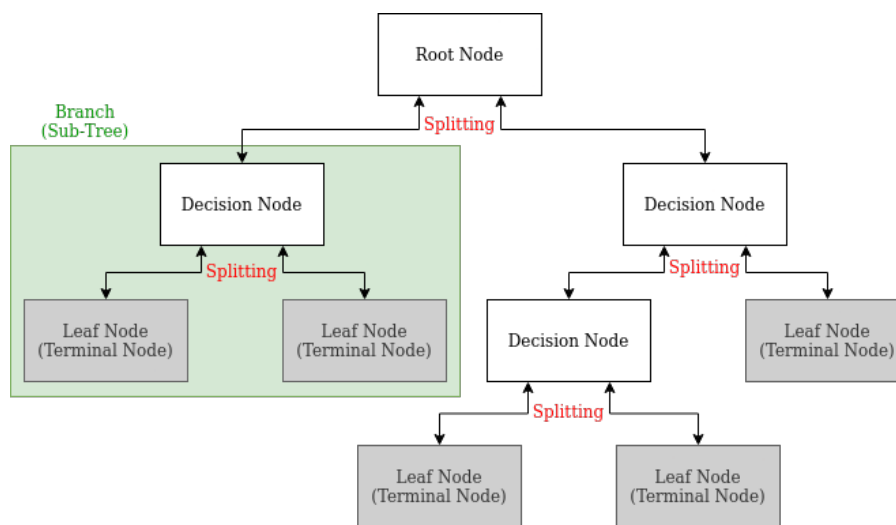 Root Node
Splitting
Branch
(Sub-Tree)
Decision Node
Decision Node
Splitting
Splitting
Leaf Node
(Terminal Node)
Leaf Node
(Terminal Node)
Decision Node
Leaf Node
(Terminal Node)
Splitting
Leaf Node
(Terminal Node)
Leaf Node
(Terminal Node)